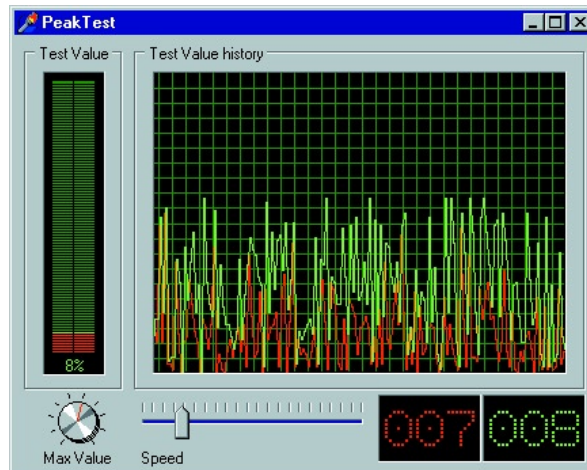 PeakTest
Test Value
Test Value history
8%
Max Value
Speed
007
008